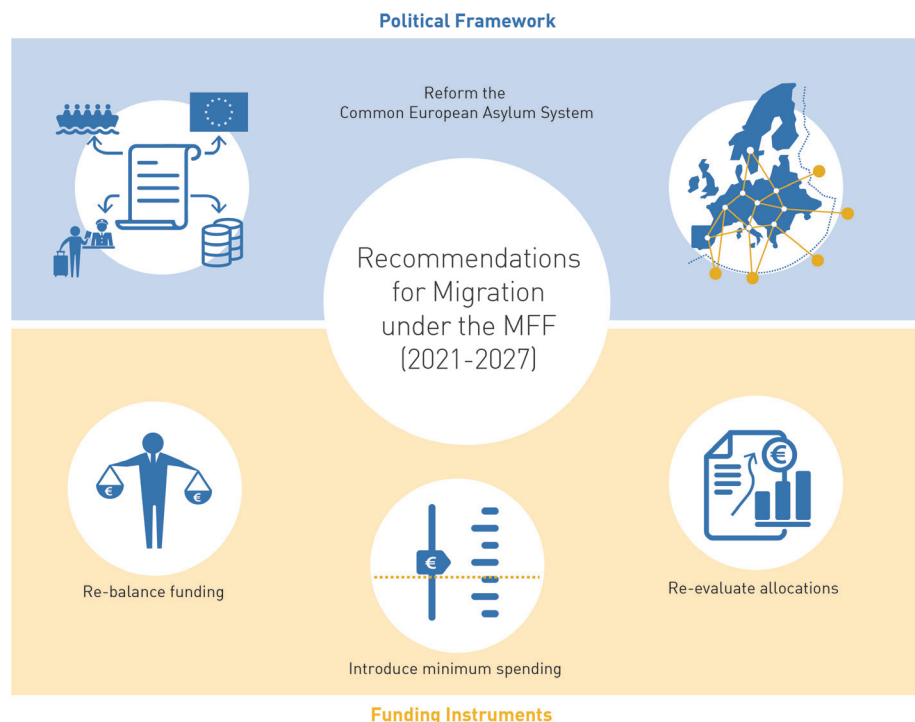 Political Framework
Reform the
Common European Asylum System
Recommendations
for Migration
under the MFF
(2021-2027)
€
€
€
€
Re-balance funding
Re-evaluate allocations
Introduce minimum spending
Funding Instruments